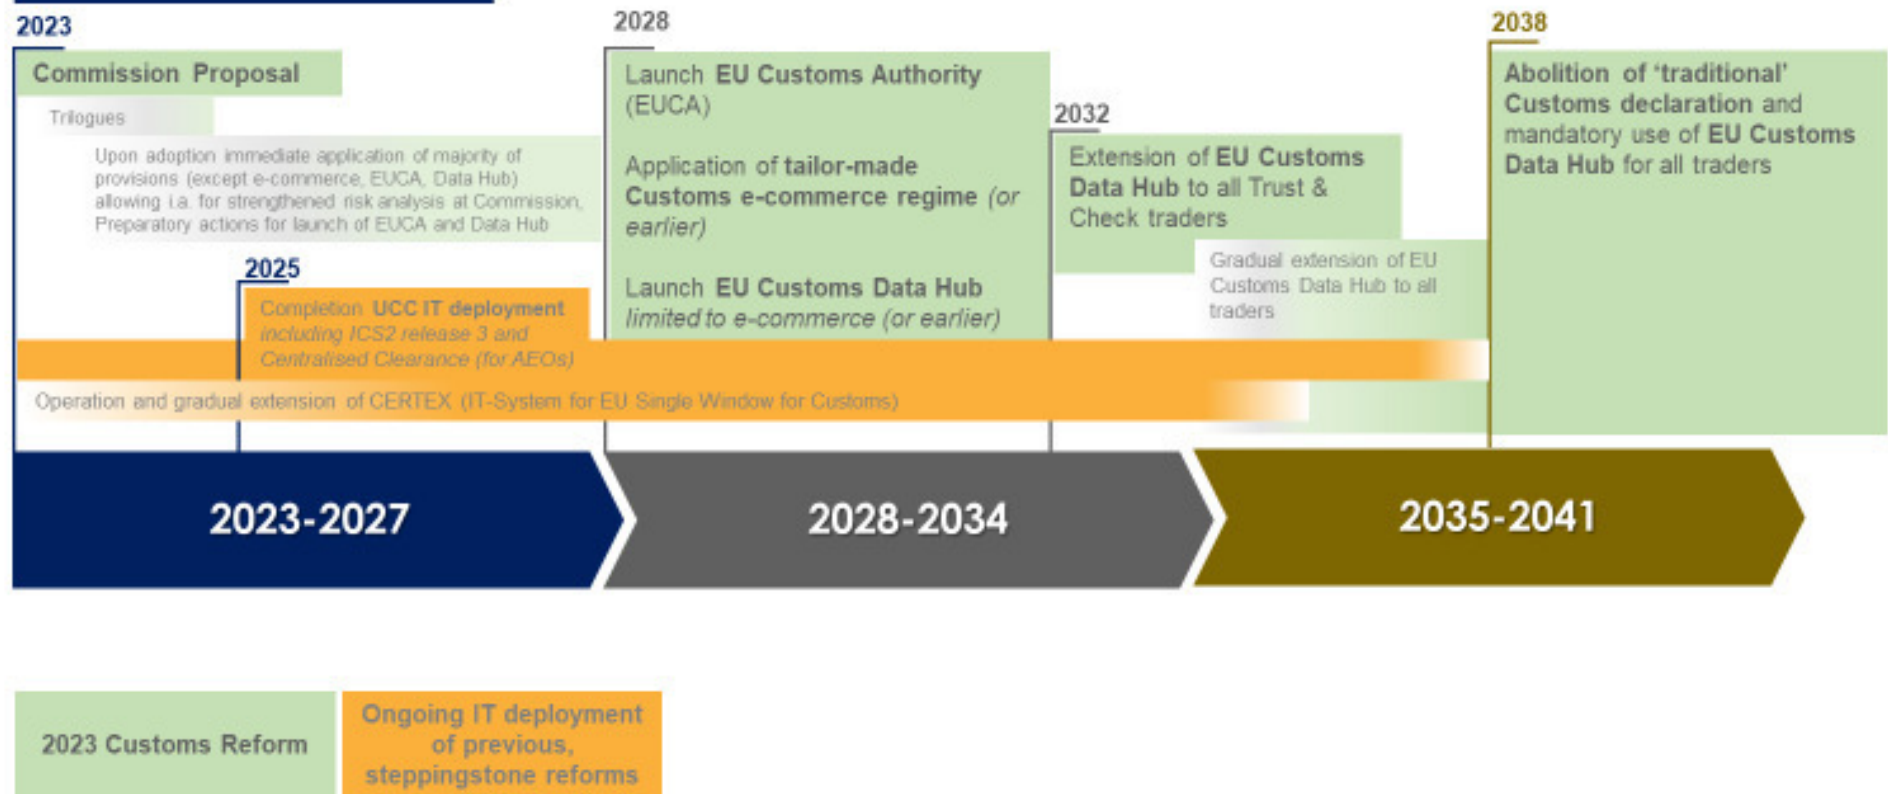 2023
Commission Proposal
Trilogues
Upon adoption immediate application of majority of
provisions (except e-commerce, EUCA, Data Hub)
allowing i.a. for strengthened risk analysis at Commission,
Preparatory actions for launch of EUCA and Data Hub
2025
Completion UCC IT deployment
including ICS2 release 3 and
Centralised Clearance (for AEOs)
Operation and gradual extension of CERTEX (IT-System for EU Single Window for Customs)
2028
Launch EU Customs Authority
(EUCA)
Application of tailor-made
Customs e-commerce regime (or
earlier)
Launch EU Customs Data Hub
limited to e-commerce (or earlier)
2032
Extension of EU Customs
Data Hub to all Trust &
Check traders
Gradual extension of EU
Customs Data Hub to all
traders
2038
Abolition of ‘traditional’
Customs declaration and
mandatory use of EU Customs
Data Hub for all traders
2023-2027
2028-2034
2035-2041
2023 Customs Reform
Ongoing IT deployment
of previous,
steppingstone reforms